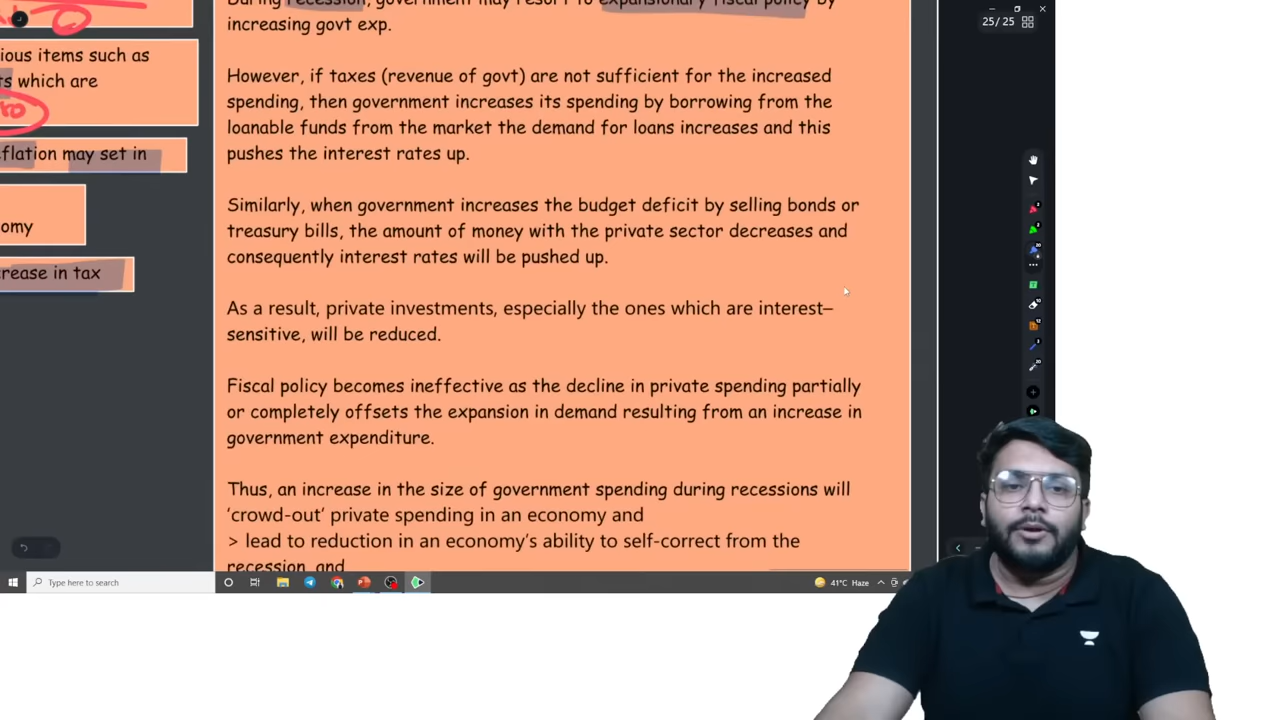 During recession, government may resort to expansionary fiscal policy by
increasing govt exp.
However, if taxes (revenue of govt) are not sufficient for the increased
spending, then government increases its spending by borrowing from the
loanable funds from the market the demand for loans increases and this
pushes the interest rates up.
Similarly, when government increases the budget deficit by selling bonds or
treasury bills, the amount of money with the private sector decreases and
consequently interest rates will be pushed up.
As a result, private investments, especially the ones which are interest–
sensitive, will be reduced.
Fiscal policy becomes ineffective as the decline in private spending partially
or completely offsets the expansion in demand resulting from an increase in
government expenditure.
Thus, an increase in the size of government spending during recessions will
‘crowd-out’ private spending in an economy and
> lead to reduction in an economy’s ability to self-correct from the
recession, and
ious items such as
ts which are
flation may set in
omy
crease in tax
25/ 25
Type here to search
41°C Haze